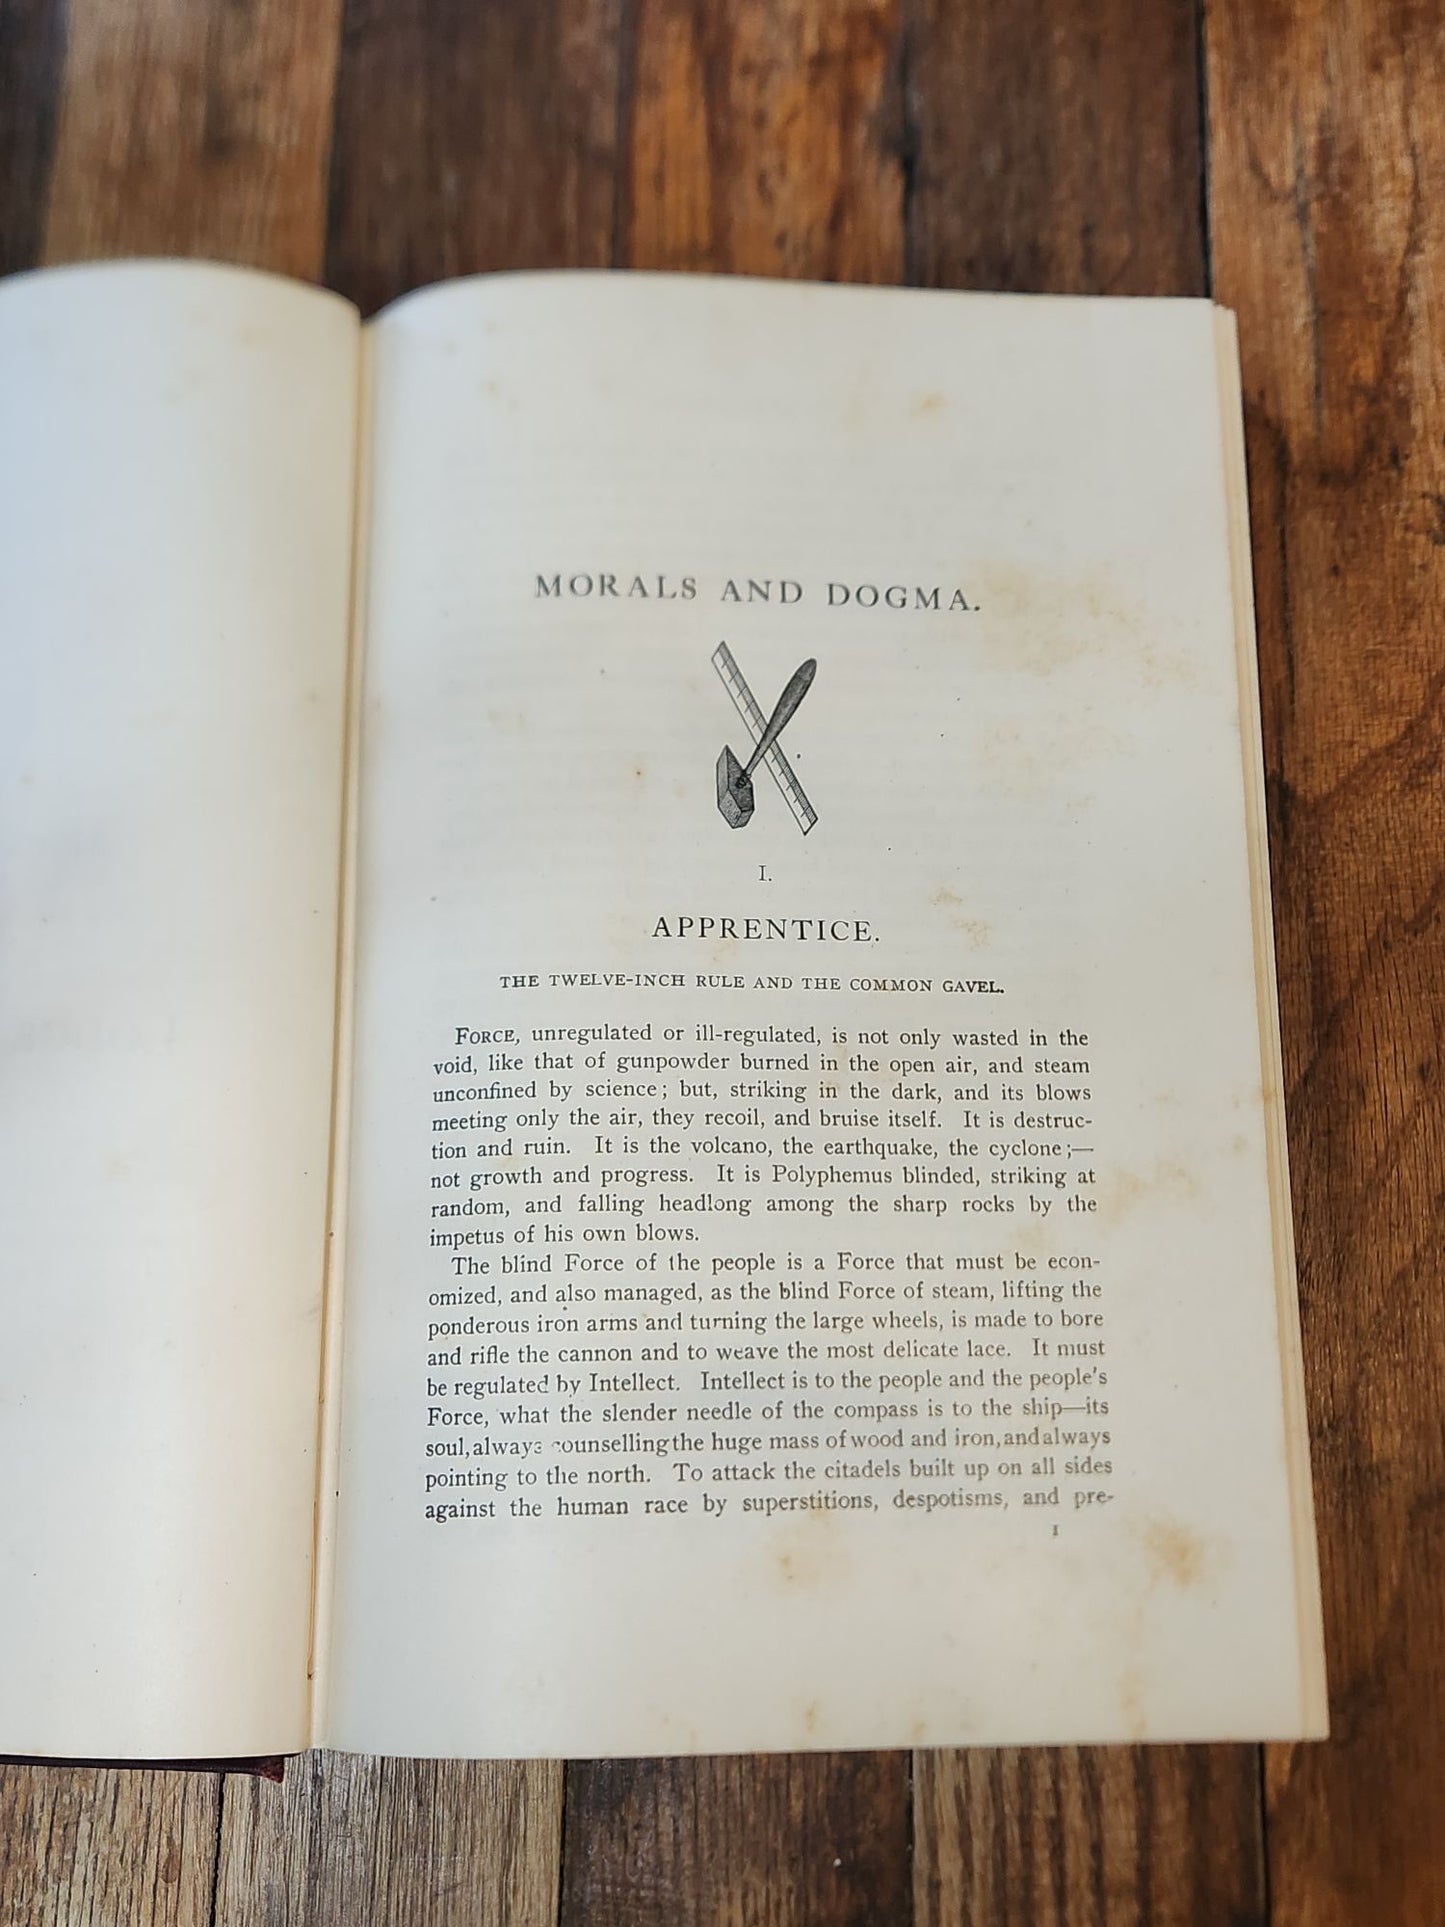 MORALS AND DOGMA.
I.
APPRENTICE.
THE TWELVE-INCH RULE AND THE COMMON GAVEL.
FORCE, unregulated or ill-regulated, is not only wasted in the
void, like that of gunpowder burned in the open air, and steam
unconfined by science; but, striking in the dark, and its blows
meeting only the air, they recoil, and bruise itself. It is destruc-
tion and ruin. It is the volcano, the earthquake, the cyclone;—
not growth and progress. It is Polyphemus blinded, striking at
random, and falling headlong among the sharp rocks by the
impetus of his own blows.
The blind Force of the people is a Force that must be econ-
omized, and also managed, as the blind Force of steam, lifting the
ponderous iron arms and turning the large wheels, is made to bore
and rifle the cannon and to weave the most delicate lace. It must
be regulated by Intellect. Intellect is to the people and the people's
Force, what the slender needle of the compass is to the ship—its
soul, always counselling the huge mass of wood and iron, and always
pointing to the north. To attack the citadels built up on all sides
against the human race by superstitions, despotisms, and pre-
1